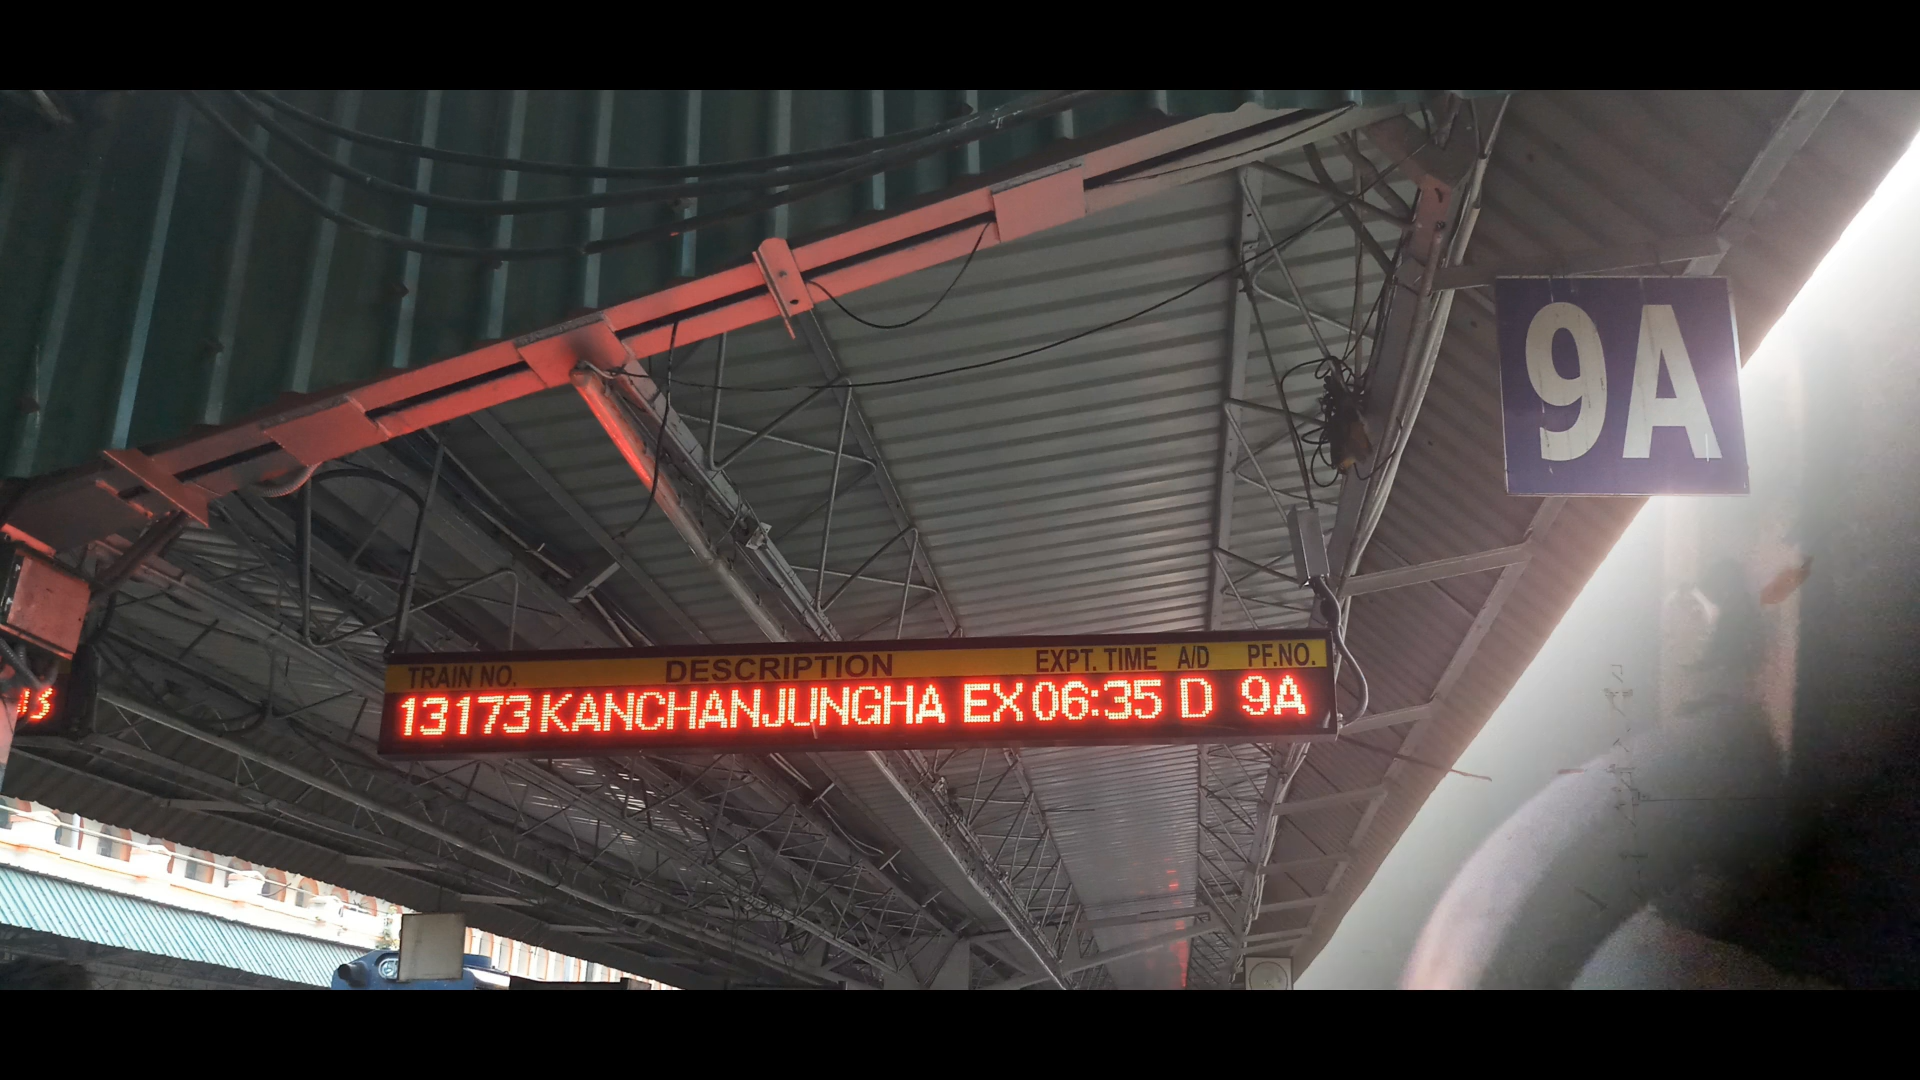 9A
TRAIN NO. DESCRIPTION EXPT. TIME A/D PF.NO.
13173 KANCHANJUNGHA EX 06:35 D 9A